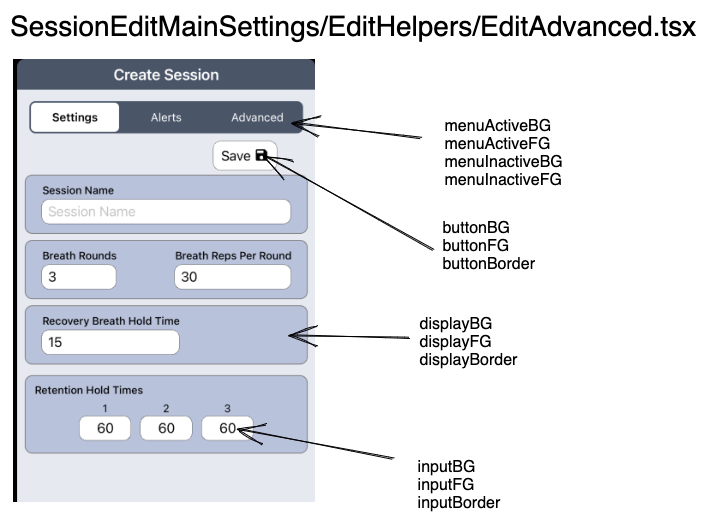 SessionEditMainSettings/EditHelpers/EditAdvanced.tsx
Create Session
Settings Alerts Advanced
Save
Session Name
Session Name
Breath Rounds Breath Reps Per Round
3 30
Recovery Breath Hold Time
15
Retention Hold Times
1 2 3
60 60 60
menuActiveBG
menuActiveFG
menuInactiveBG
menuInactiveFG
buttonBG
buttonFG
buttonBorder
displayBG
displayFG
displayBorder
inputBG
inputFG
inputBorder